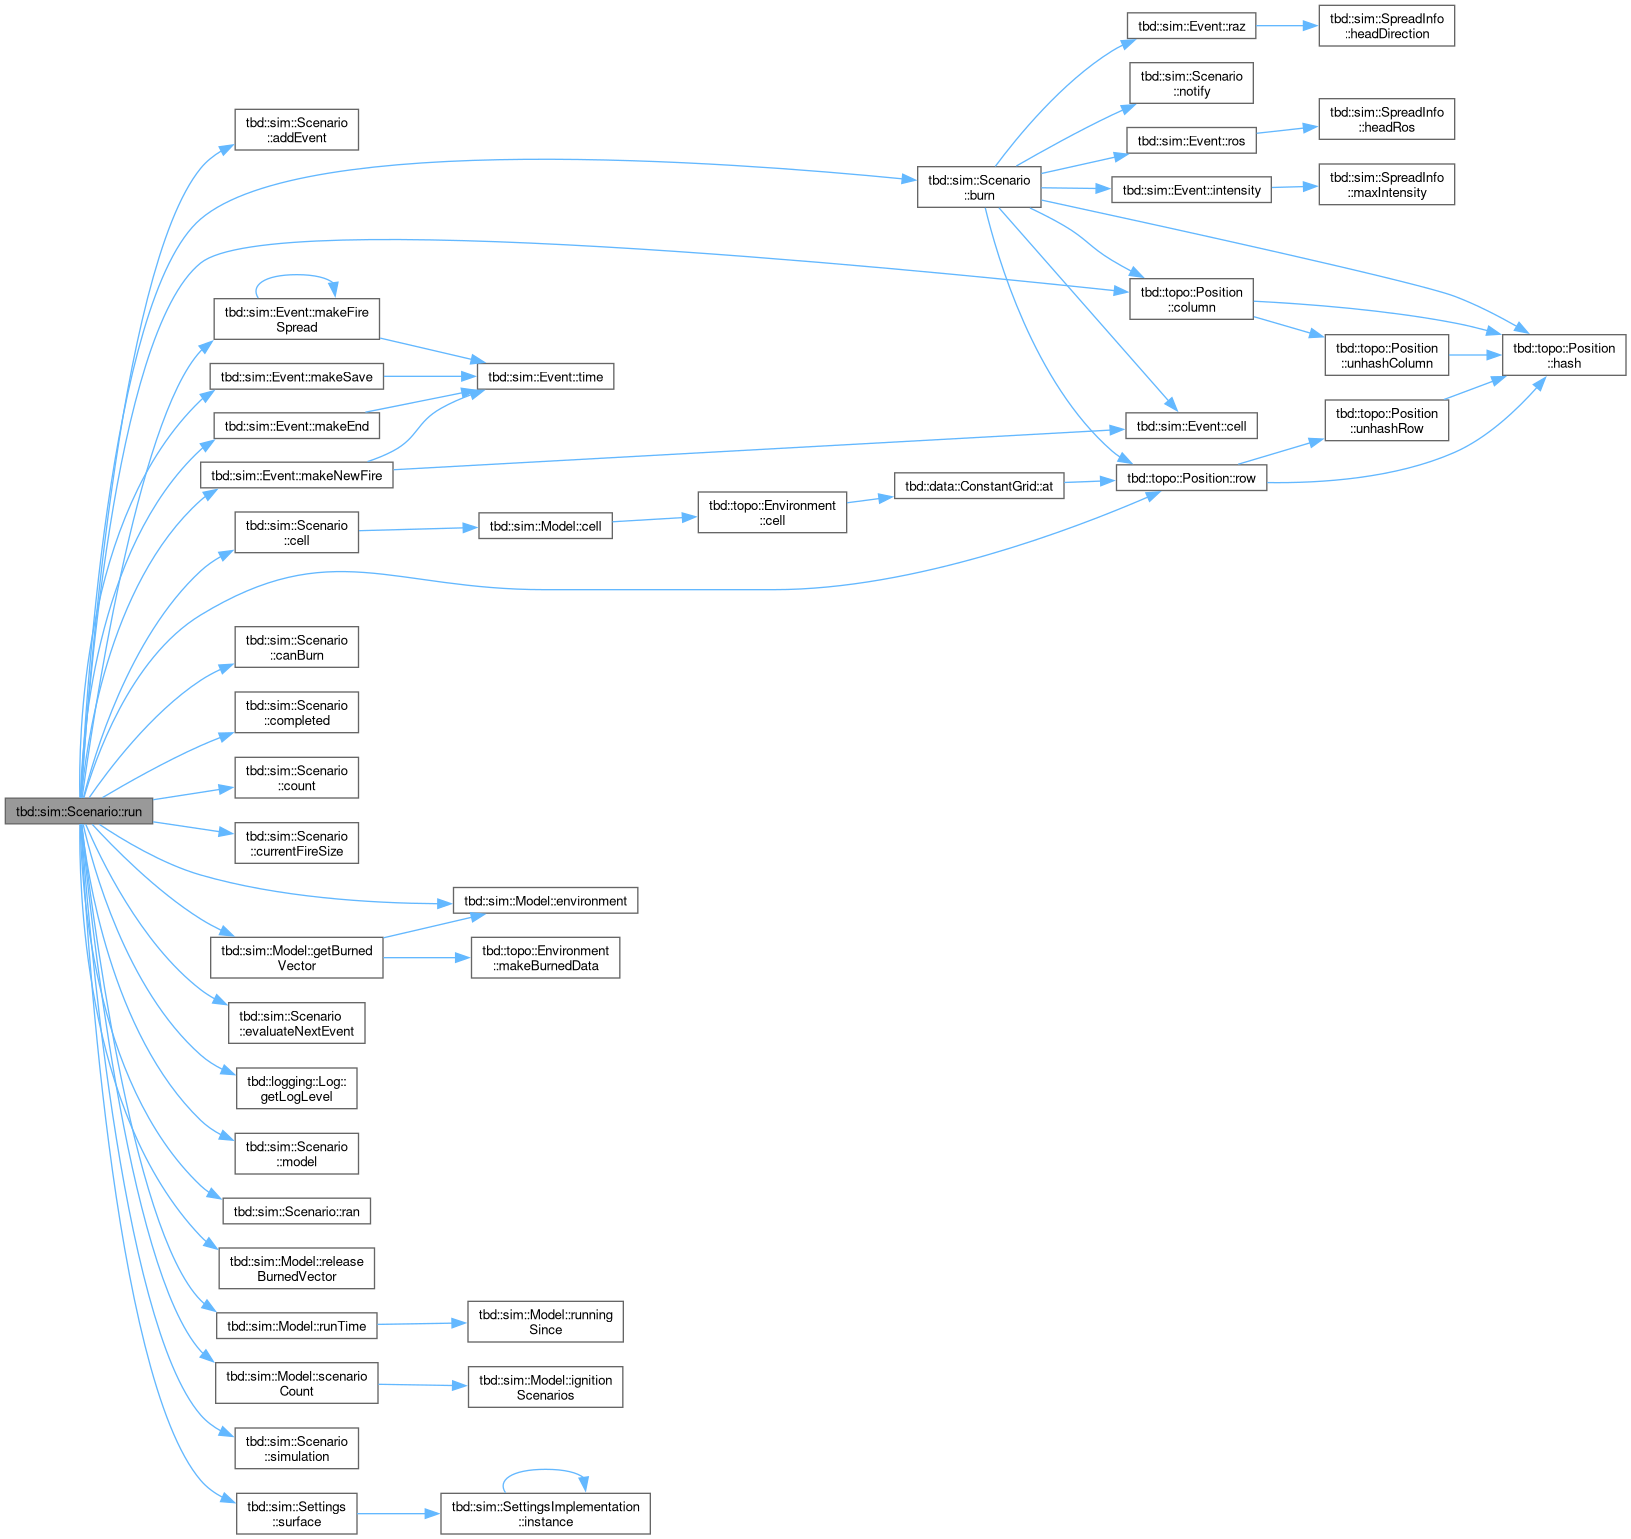 tbd::sim::Scenario::run
tbd::sim::Scenario
::addEvent
tbd::sim::Event::makeFire
Spread
tbd::sim::Event::makeSave
tbd::sim::Event::makeEnd
tbd::sim::Event::makeNewFire
tbd::sim::Scenario
::cell
tbd::sim::Scenario
::canBurn
tbd::sim::Scenario
::completed
tbd::sim::Scenario
::count
tbd::sim::Scenario
::currentFireSize
tbd::sim::Model::getBurned
Vector
tbd::sim::Scenario
::evaluateNextEvent
tbd::logging::Log::
getLogLevel
tbd::sim::Scenario
::model
tbd::sim::Scenario::ran
tbd::sim::Model::release
BurnedVector
tbd::sim::Model::runTime
tbd::sim::Model::scenario
Count
tbd::sim::Scenario
::simulation
tbd::sim::Settings
::surface
tbd::sim::Event::time
tbd::sim::Model::cell
tbd::sim::Model::environment
tbd::topo::Environment
::makeBurnedData
tbd::sim::Model::running
Since
tbd::sim::Model::ignition
Scenarios
tbd::sim::SettingsImplementation
::instance
tbd::topo::Environment
::cell
tbd::sim::Scenario
::burn
tbd::data::ConstantGrid::at
tbd::sim::Event::raz
tbd::sim::Scenario
::notify
tbd::sim::Event::ros
tbd::sim::Event::intensity
tbd::topo::Position
::column
tbd::sim::Event::cell
tbd::topo::Position::row
tbd::sim::SpreadInfo
::headDirection
tbd::sim::SpreadInfo
::headRos
tbd::sim::SpreadInfo
::maxIntensity
tbd::topo::Position
::unhashColumn
tbd::topo::Position
::unhashRow
tbd::topo::Position
::hash